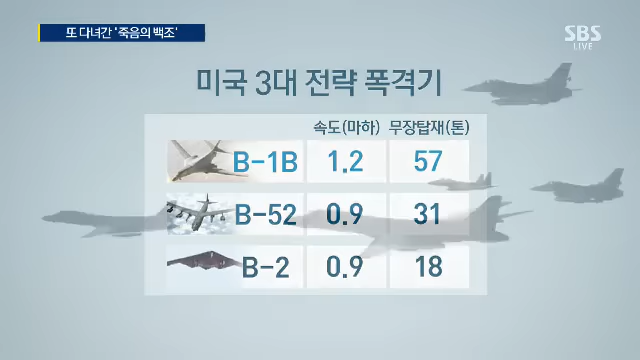 또 다녀간 '죽음의 백조'
SBS
LIVE
미국 3대 전략 폭격기
속도(마하) 무장탑재(톤)
B-1B 1.2 57
B-52 0.9 31
B-2 0.9 18